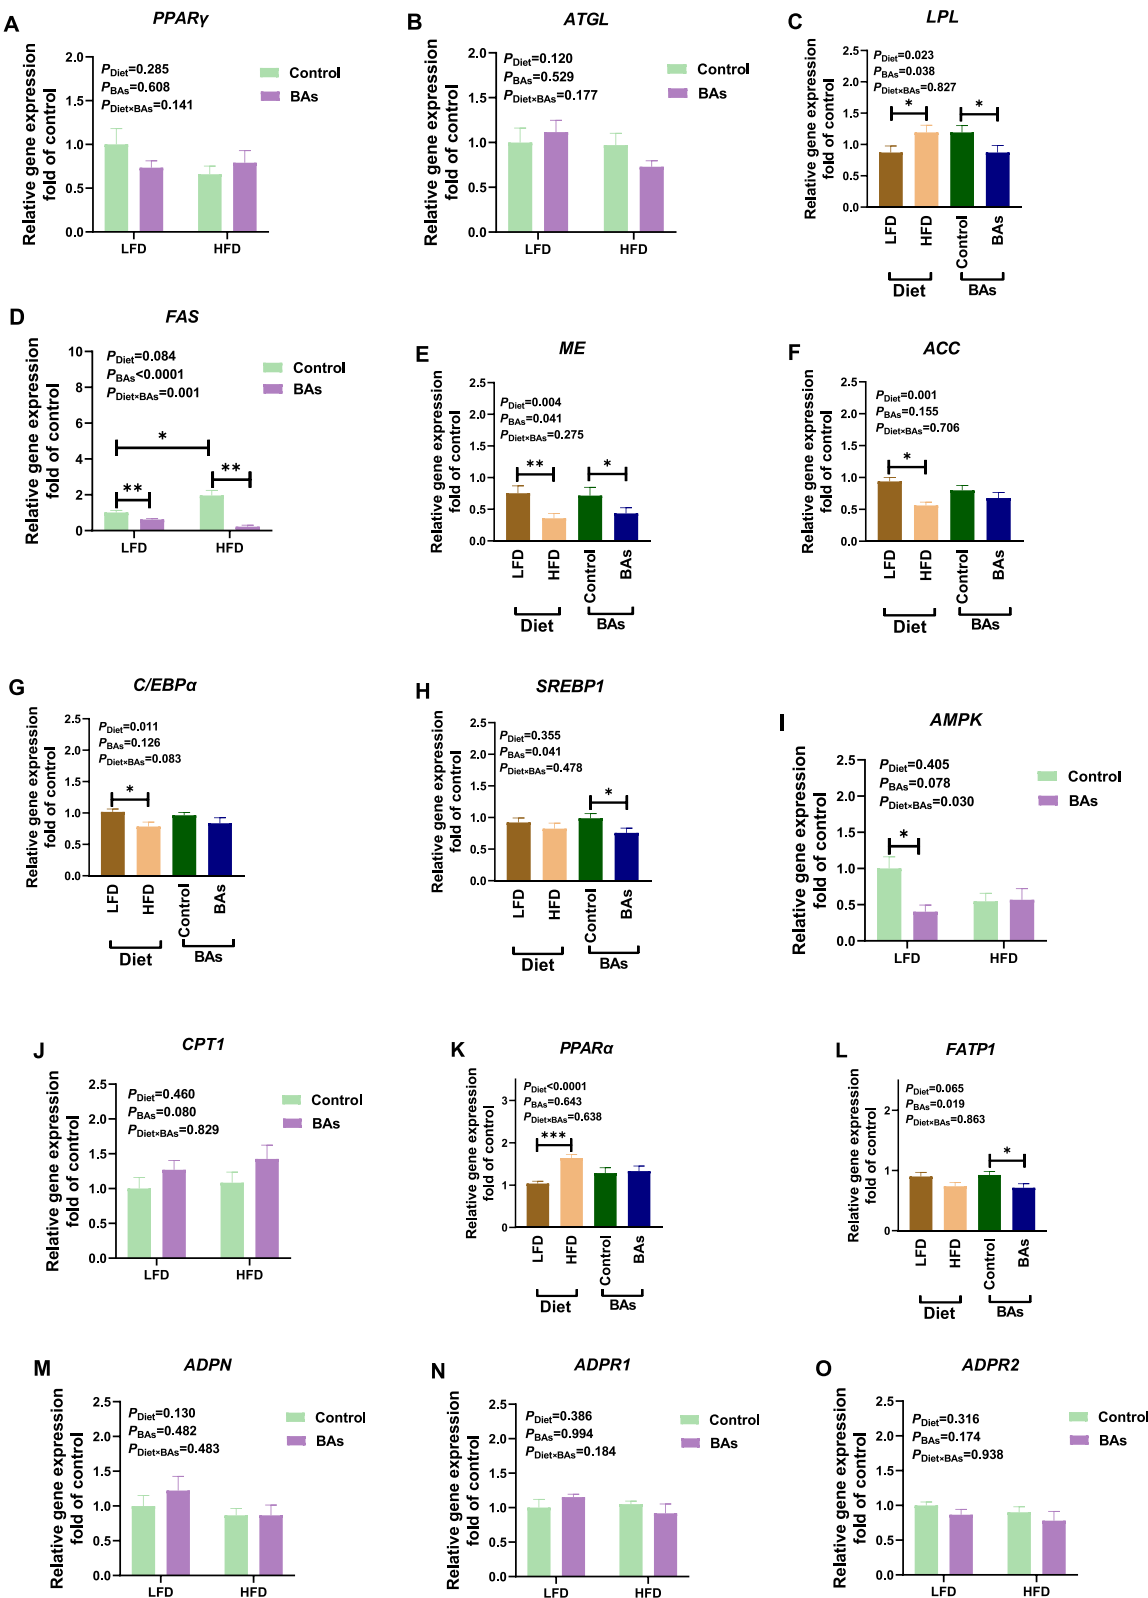 A
PPARγ
Relative gene expression
fold of control
2.0
1.5
1.0
0.5
0.0
PDiet=0.285
PBAs=0.608
PDiet×BAs=0.141
Control
BAs
LFD
HFD
B
ATGL
Relative gene expression
fold of control
2.0
1.5
1.0
0.5
0.0
PDiet=0.120
PBAs=0.529
PDiet×BAs=0.177
Control
BAs
LFD
HFD
C
LPL
Relative gene expression
fold of control
2.5
2.0
1.5
1.0
0.5
0.0
PDiet=0.023
PBAs=0.038
PDiet×BAs=0.827
*
*
LFD
HFD
Control
BAs
Diet
BAs
D
FAS
Relative gene expression
fold of control
10
8
6
4
2
0
PDiet=0.084
PBAs<0.0001
PDiet×BAs=0.001
Control
BAs
*
**
**
LFD
HFD
E
ME
Relative gene expression
fold of control
2.5
2.0
1.5
1.0
0.5
0.0
PDiet=0.004
PBAs=0.041
PDiet×BAs=0.275
**
*
LFD
HFD
Control
BAs
Diet
BAs
F
ACC
Relative gene expression
fold of control
2.5
2.0
1.5
1.0
0.5
0.0
PDiet=0.001
PBAs=0.155
PDiet×BAs=0.706
*
LFD
HFD
Control
BAs
Diet
BAs
G
C/EBPα
Relative gene expression
fold of control
2.5
2.0
1.5
1.0
0.5
0.0
PDiet=0.011
PBAs=0.126
PDiet×BAs=0.083
*
LFD
HFD
Control
BAs
Diet
BAs
H
SREBP1
Relative gene expression
fold of control
2.5
2.0
1.5
1.0
0.5
0.0
PDiet=0.355
PBAs=0.041
PDiet×BAs=0.478
*
LFD
HFD
Control
BAs
Diet
BAs
I
AMPK
Relative gene expression
fold of control
2.5
2.0
1.5
1.0
0.5
0.0
PDiet=0.405
PBAs=0.078
PDiet×BAs=0.030
Control
BAs
*
LFD
HFD
J
CPT1
Relative gene expression
fold of control
2.5
2.0
1.5
1.0
0.5
0.0
PDiet=0.460
PBAs=0.080
PDiet×BAs=0.829
Control
BAs
LFD
HFD
K
PPARα
Relative gene expression
fold of control
3
2
1
0
PDiet<0.0001
PBAs=0.643
PDiet×BAs=0.638
***
LFD
HFD
Control
BAs
Diet
BAs
L
FATP1
Relative gene expression
fold of control
2
1
0
PDiet=0.065
PBAs=0.019
PDiet×BAs=0.863
*
LFD
HFD
Control
BAs
Diet
BAs
M
ADPN
Relative gene expression
fold of control
2.5
2.0
1.5
1.0
0.5
0.0
PDiet=0.130
PBAs=0.482
PDiet×BAs=0.483
Control
BAs
LFD
HFD
N
ADPR1
Relative gene expression
fold of control
2.5
2.0
1.5
1.0
0.5
0.0
PDiet=0.386
PBAs=0.994
PDiet×BAs=0.184
Control
BAs
LFD
HFD
O
ADPR2
Relative gene expression
fold of control
2.5
2.0
1.5
1.0
0.5
0.0
PDiet=0.316
PBAs=0.174
PDiet×BAs=0.938
Control
BAs
LFD
HFD